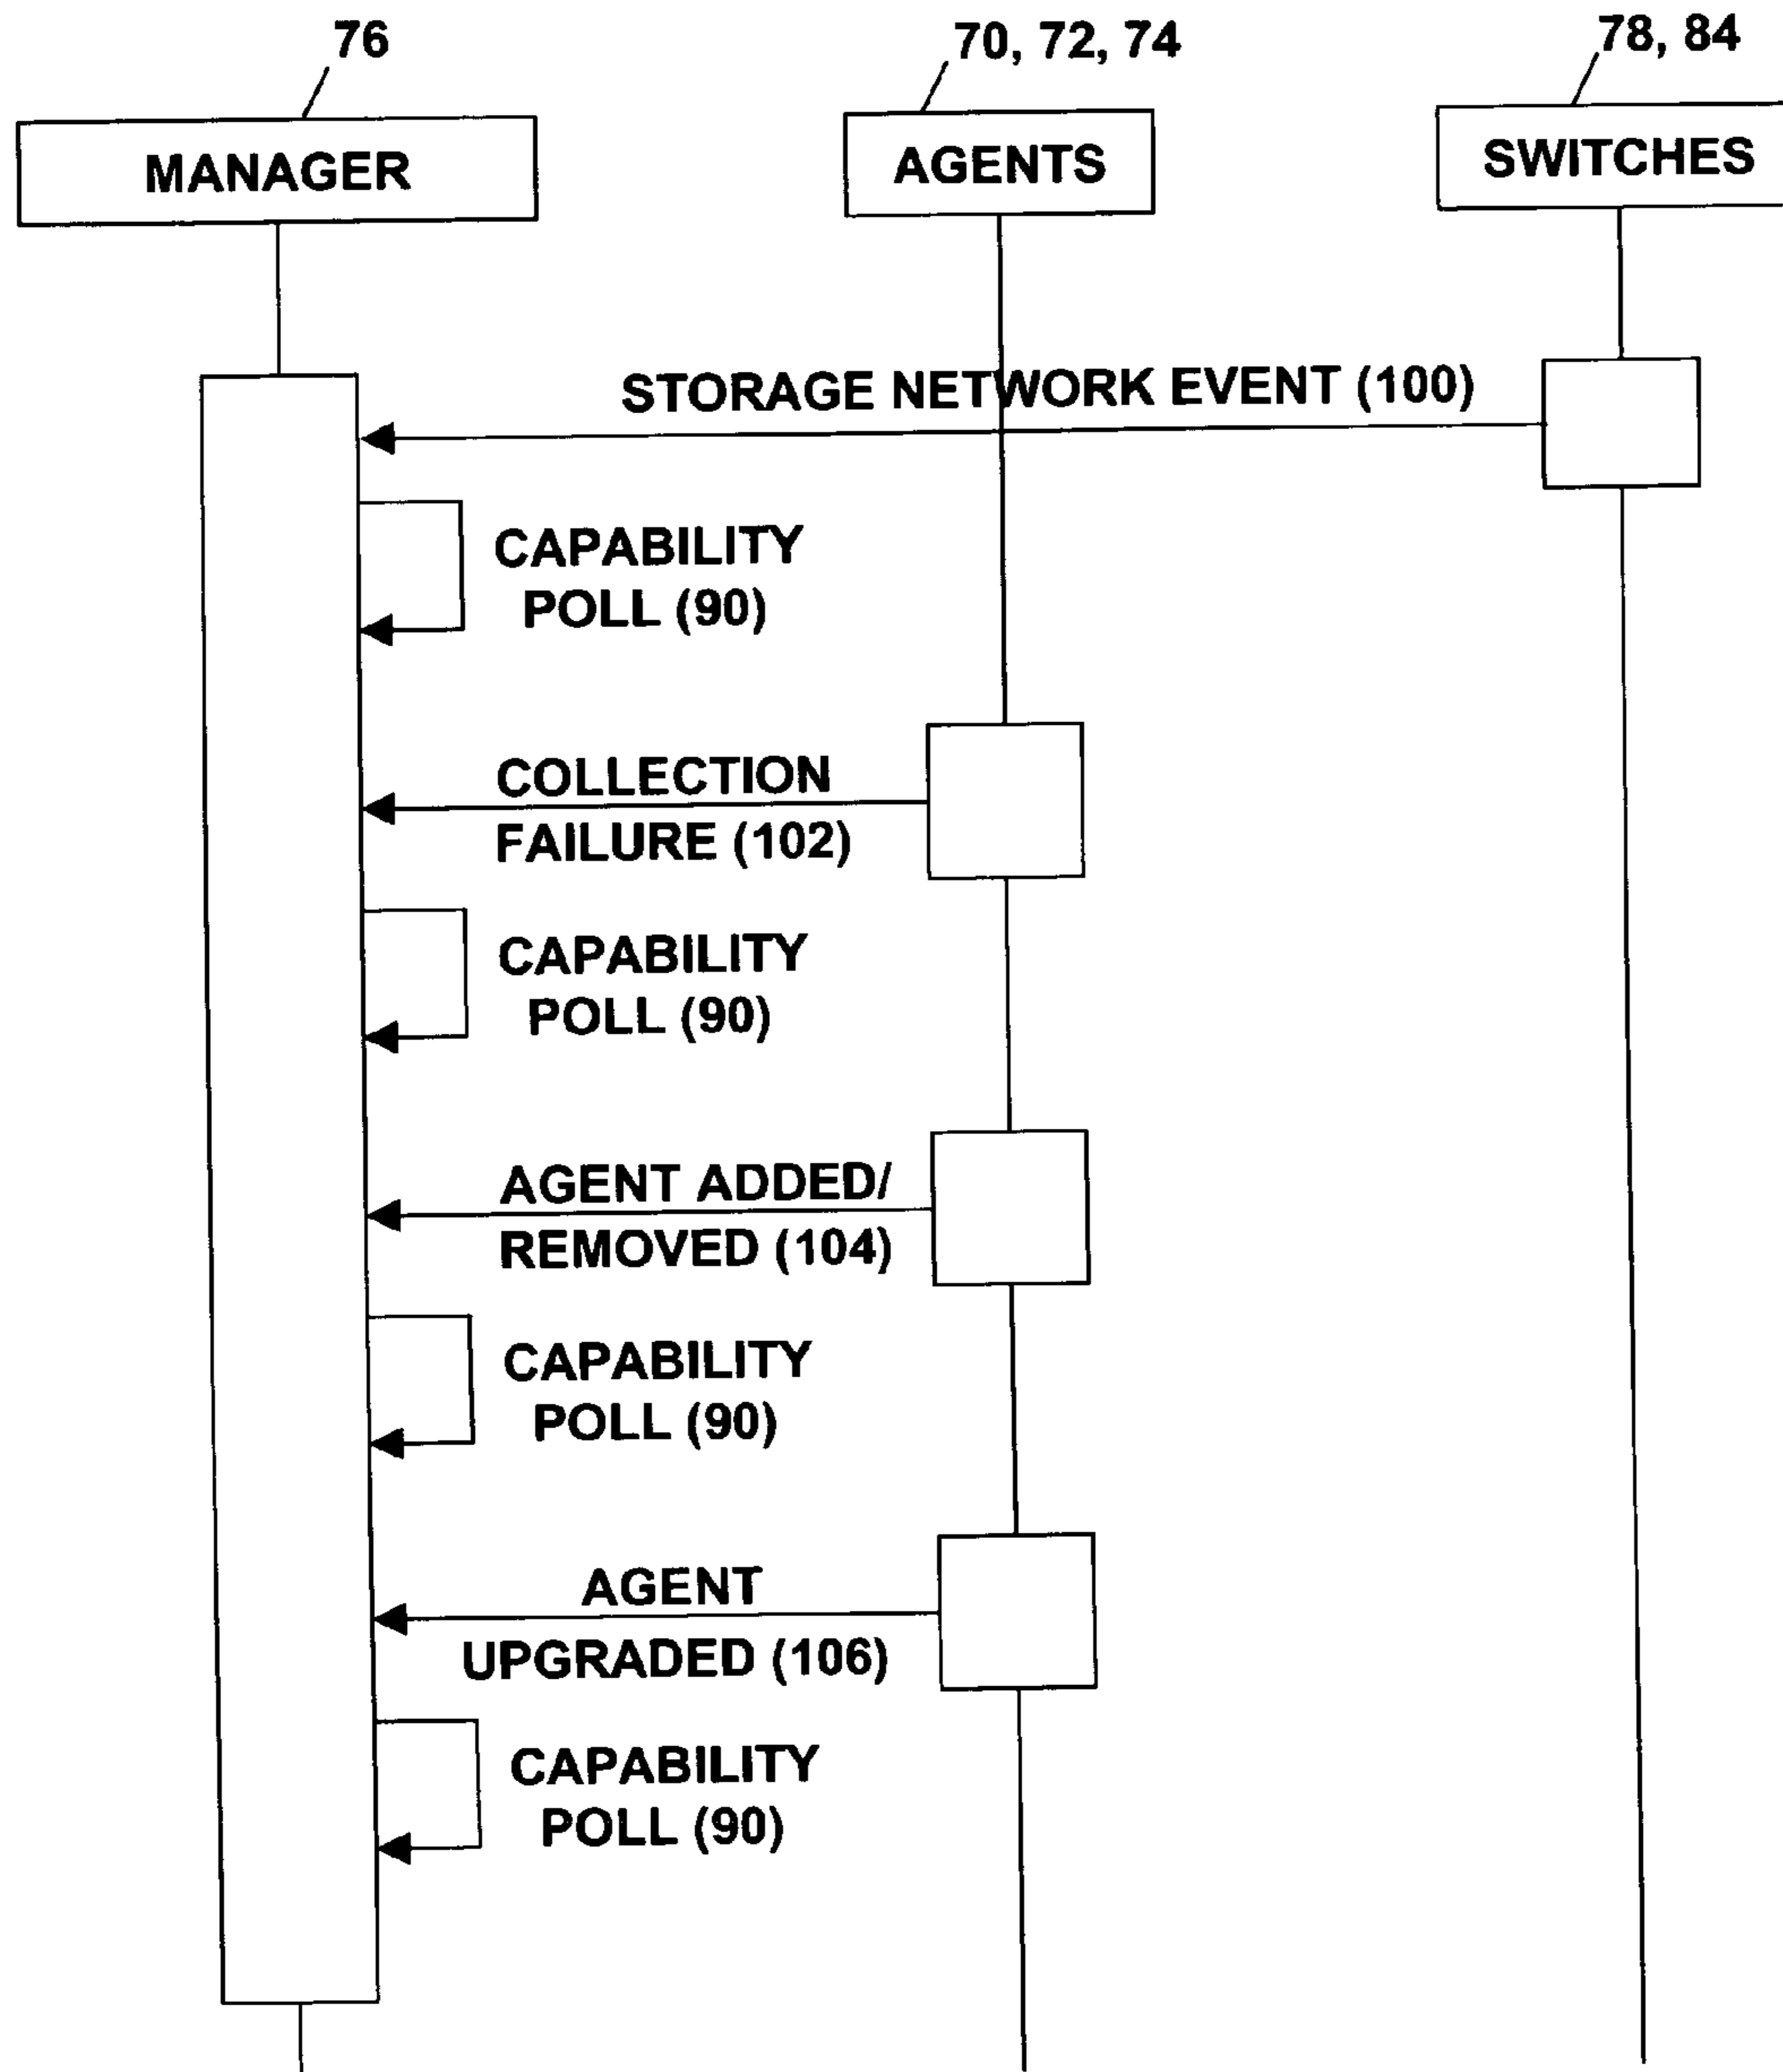 76
70, 72, 74
78, 84
MANAGER
AGENTS
SWITCHES
STORAGE NETWORK EVENT (100)
CAPABILITY
POLL (90)
COLLECTION
FAILURE (102)
CAPABILITY
POLL (90)
AGENT ADDED/
REMOVED (104)
CAPABILITY
POLL (90)
AGENT
UPGRADED (106)
CAPABILITY
POLL (90)